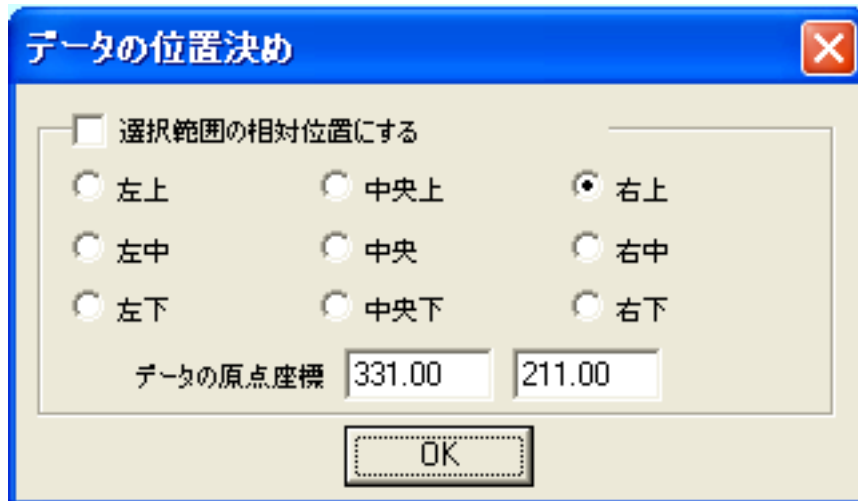 データの位置決め
選択範囲の相対位置にする
左上 中央上 右上
左中 中央 右中
左下 中央下 右下
データの原点座標 331.00 211.00
OK